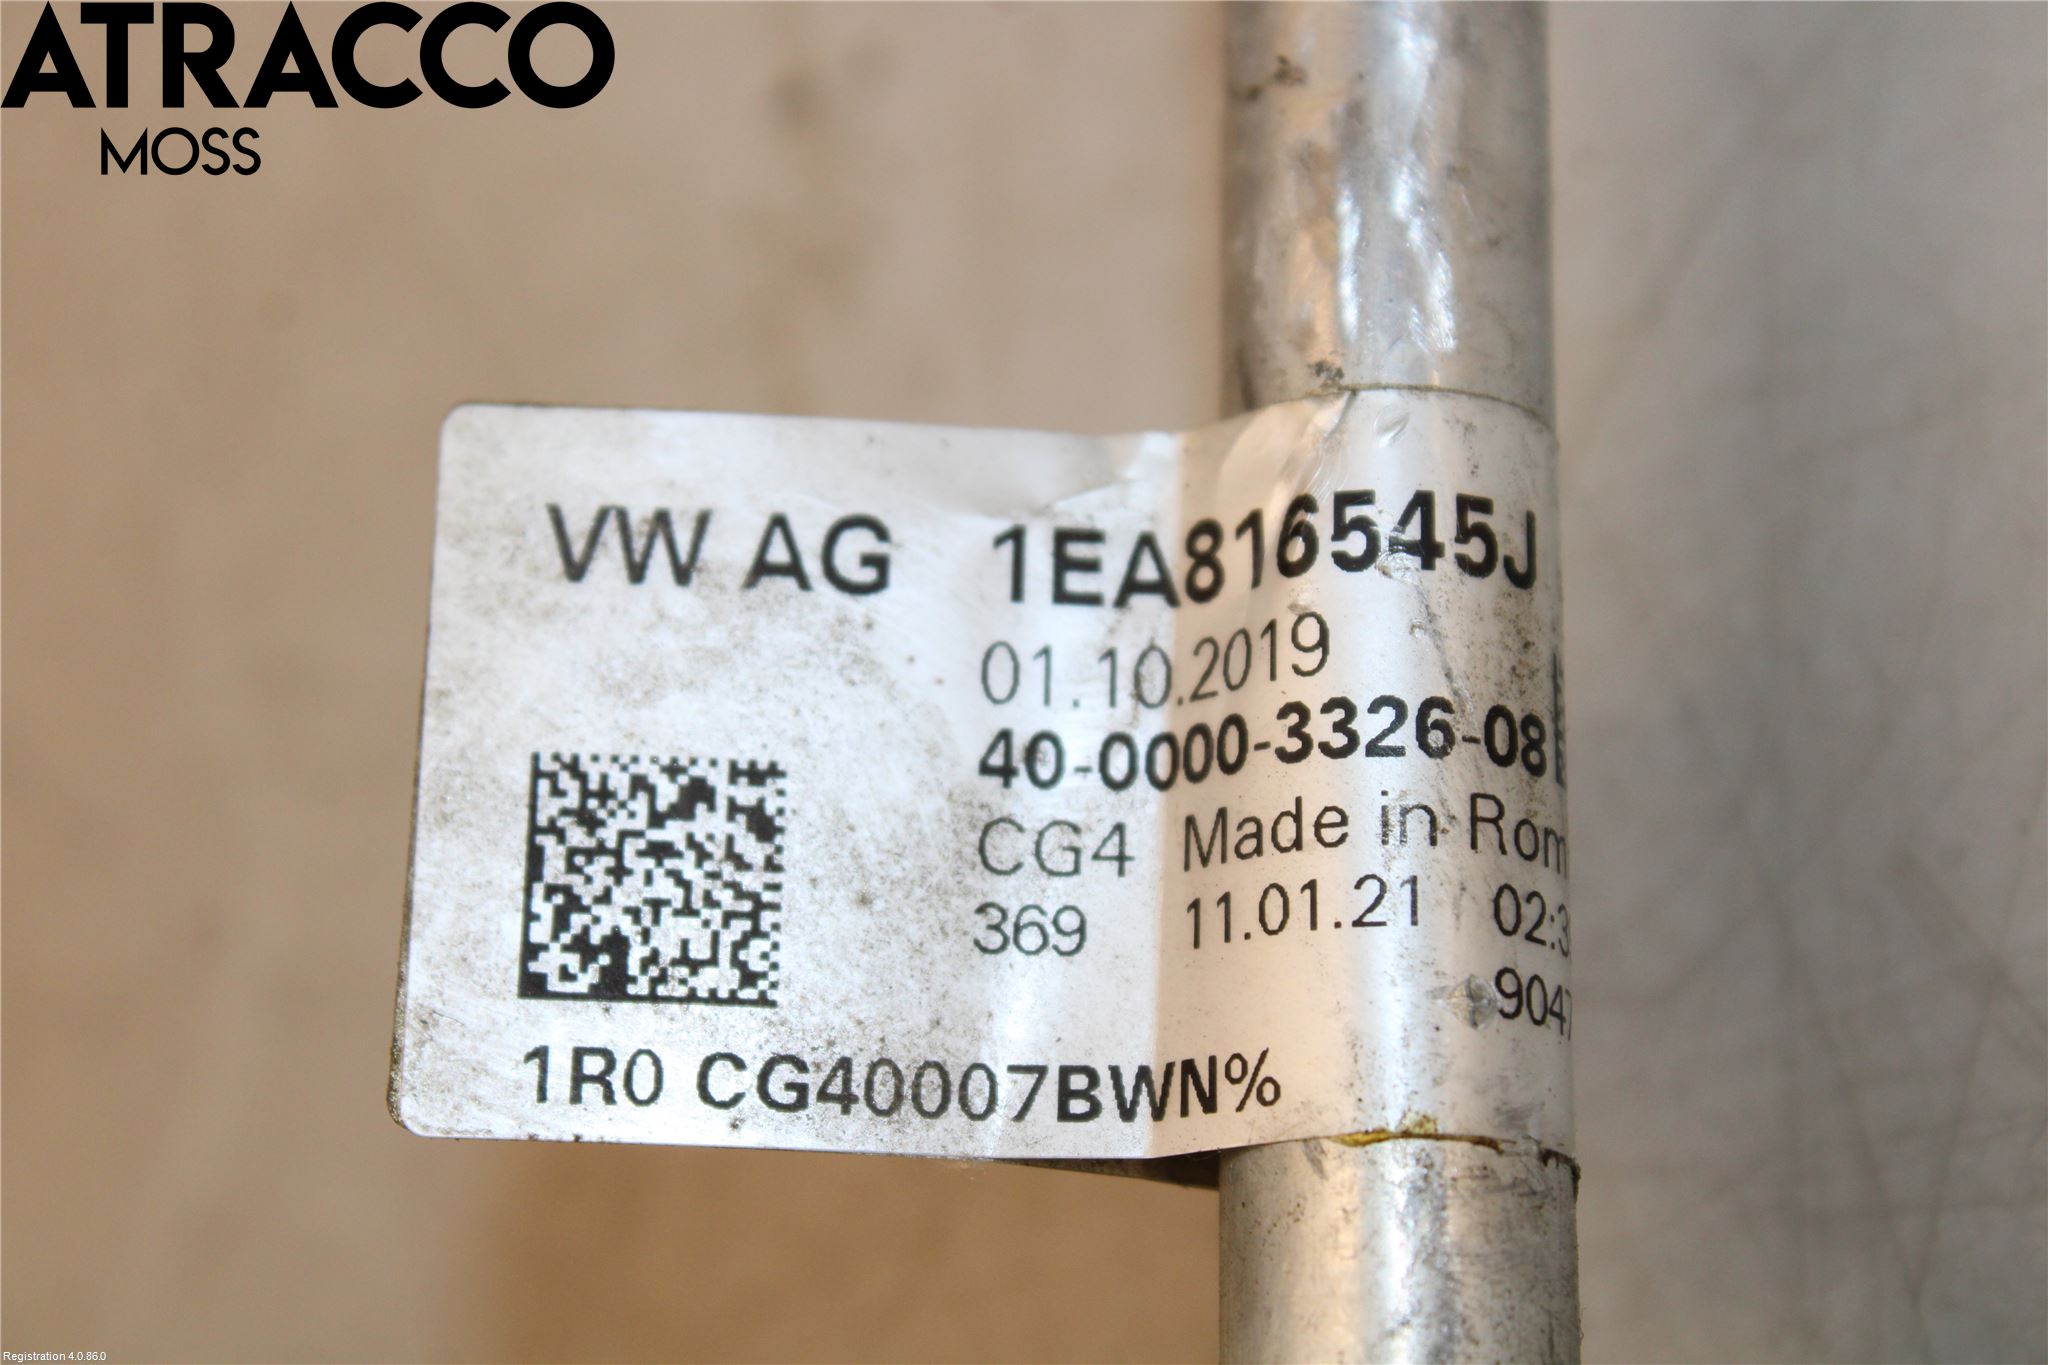 ATRACCO
MOSS
VW AG 1EA816545J
01.10.2019
40-0000-3326-08
CG4 Made in Rom
369 11.01.21 02:3
9047
1R0 CG40007BWN%
Registration 4.0.86.0